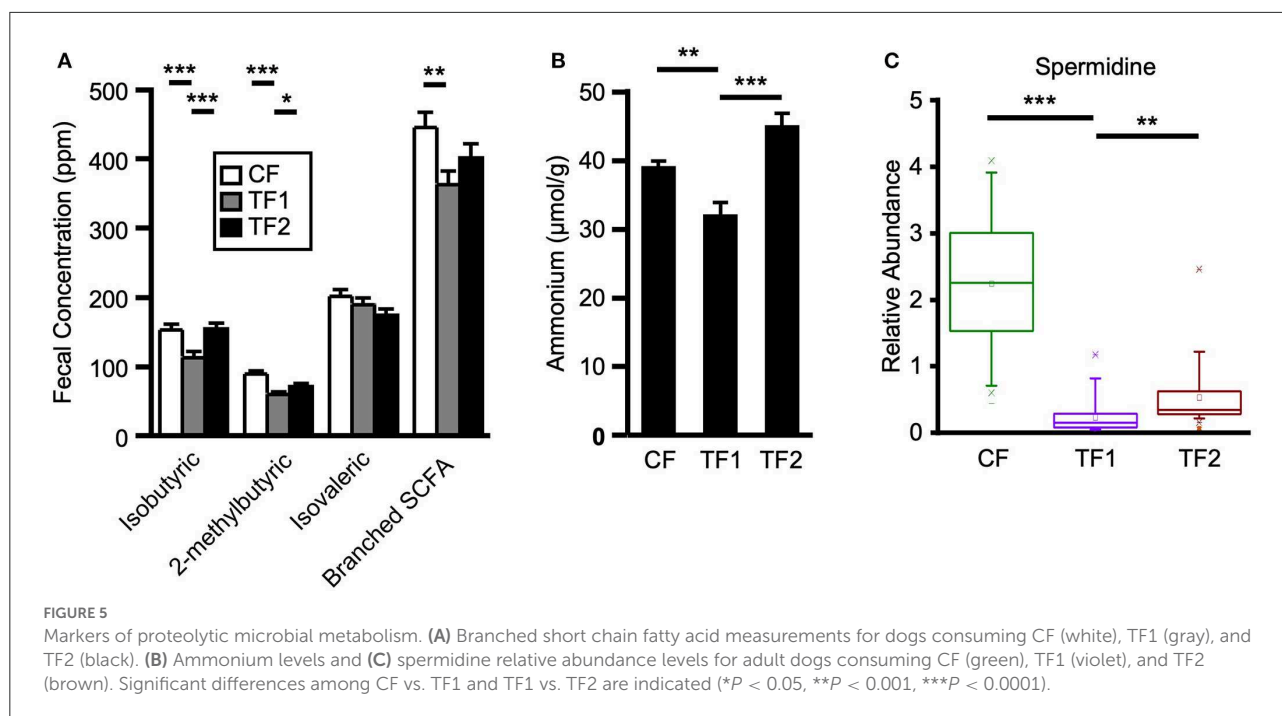 A
*** *** **
*** *
500
400
300
200
100
0
Fecal Concentration (ppm)
CF
TF1
TF2
Isobutyric
2-methylbutyric
Isovaleric
Branched SCFA
B
**
***
50
40
30
20
10
0
Ammonium (µmol/g)
CF TF1 TF2
C
Spermidine
***
**
5
4
3
2
1
0
Relative Abundance
CF TF1 TF2
FIGURE 5
Markers of proteolytic microbial metabolism. (A) Branched short chain fatty acid measurements for dogs consuming CF (white), TF1 (gray), and
TF2 (black). (B) Ammonium levels and (C) spermidine relative abundance levels for adult dogs consuming CF (green), TF1 (violet), and TF2
(brown). Significant differences among CF vs. TF1 and TF1 vs. TF2 are indicated (*P < 0.05, **P < 0.001, ***P < 0.0001).